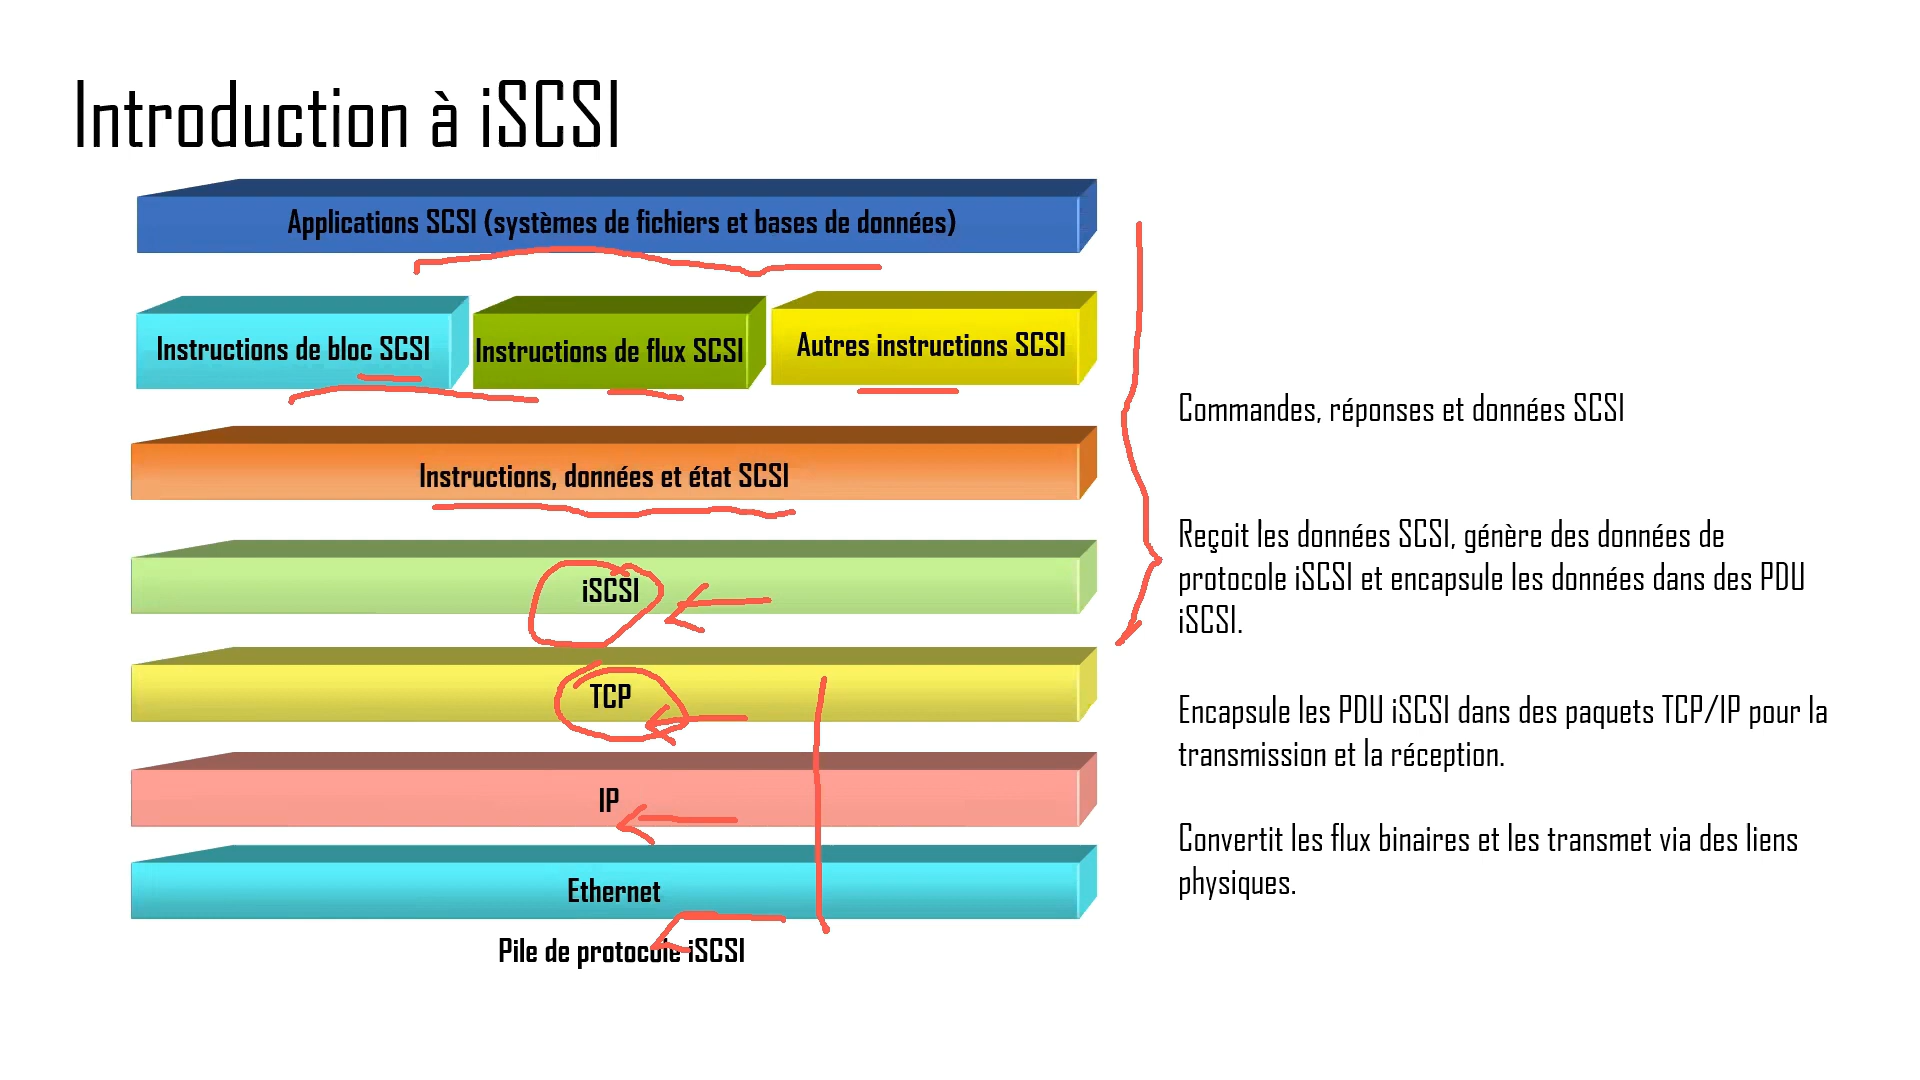 Introduction à iSCSI
Applications SCSI (systèmes de fichiers et bases de données)
Instructions de bloc SCSI
Instructions de flux SCSI
Autres instructions SCSI
Instructions, données et état SCSI
iSCSI
TCP
IP
Ethernet
Pile de protocole iSCSI
Commandes, réponses et données SCSI
Reçoit les données SCSI, génère des données de
protocole iSCSI et encapsule les données dans des PDU
iSCSI.
Encapsule les PDU iSCSI dans des paquets TCP/IP pour la
transmission et la réception.
Convertit les flux binaires et les transmet via des liens
physiques.